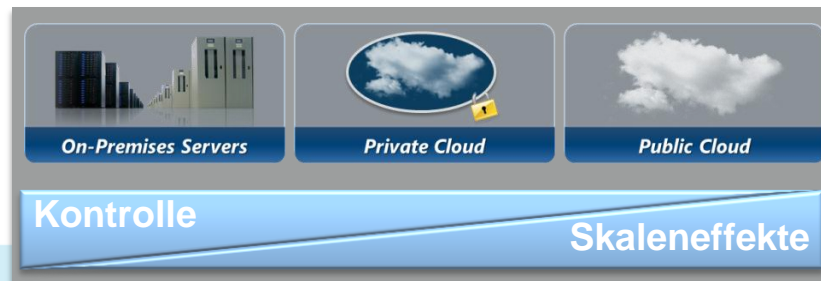 On-Premises Servers Private Cloud Public Cloud
Kontrolle
Skaleneffekte